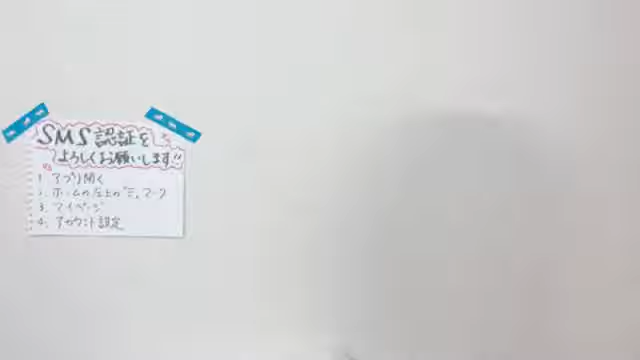 SMS認証を
よろしくお願いします!!
1. アプリ開く
2. ホームの左上の"三"マーク
3. マイページ
4. アカウント設定